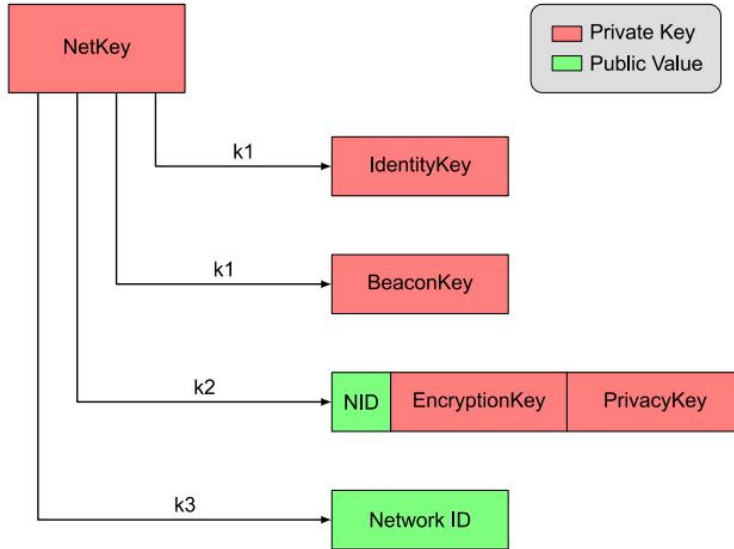 NetKey
Private Key
Public Value
k1
IdentityKey
k1
BeaconKey
k2
NID
EncryptionKey
PrivacyKey
k3
Network ID